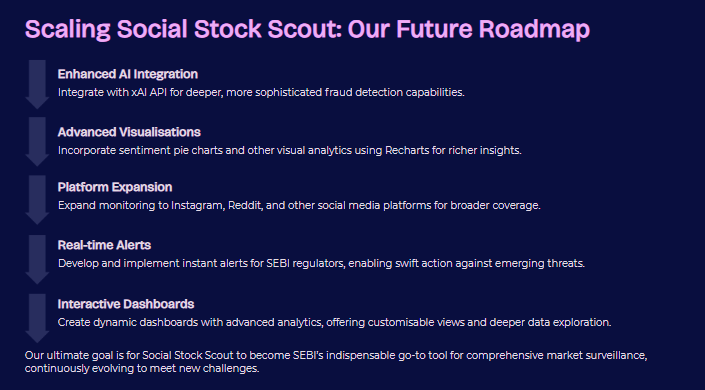 Scaling Social Stock Scout: Our Future Roadmap
Enhanced AI Integration
Integrate with xAI API for deeper, more sophisticated fraud detection capabilities.
Advanced Visualisations
Incorporate sentiment pie charts and other visual analytics using Recharts for richer insights.
Platform Expansion
Expand monitoring to Instagram, Reddit, and other social media platforms for broader coverage.
Real-time Alerts
Develop and implement instant alerts for SEBI regulators, enabling swift action against emerging threats.
Interactive Dashboards
Create dynamic dashboards with advanced analytics, offering customisable views and deeper data exploration.
Our ultimate goal is for Social Stock Scout to become SEBI's indispensable go-to tool for comprehensive market surveillance,
continuously evolving to meet new challenges.